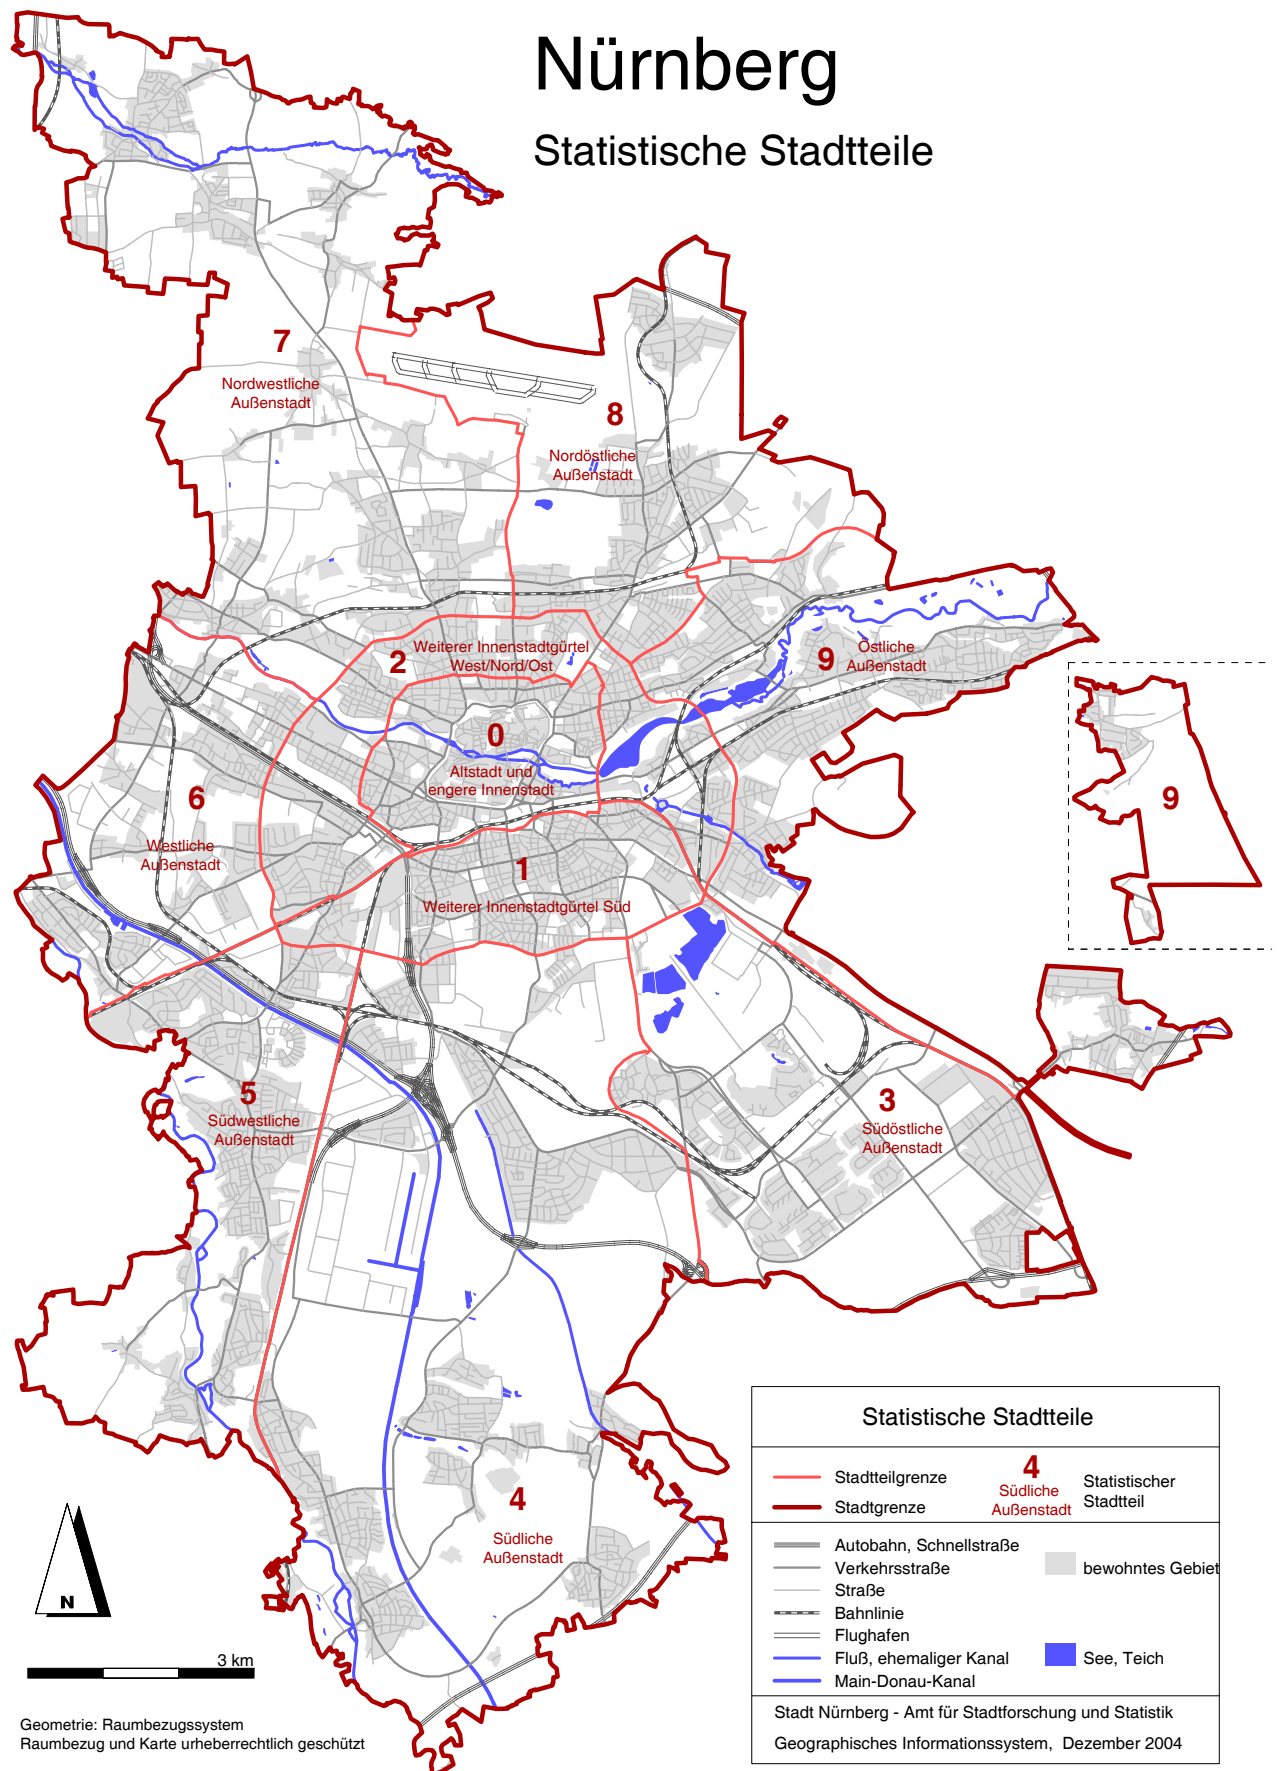 Nürnberg
Statistische Stadtteile
7
Nordwestliche
Außenstadt
8
Nordöstliche
Außenstadt
2
Weiterer Innenstadtgürtel
West/Nord/Ost
9
Östliche
Außenstadt
0
Altstadt und
engere Innenstadt
9
6
Westliche
Außenstadt
1
Weiterer Innenstadtgürtel Süd
5
Südwestliche
Außenstadt
3
Südöstliche
Außenstadt
4
Südliche
Außenstadt
N
3 km
Geometrie: Raumbezugssystem
Raumbezug und Karte urheberrechtlich geschützt
Statistische Stadtteile
Stadtteilgrenze
Stadtgrenze
4
Südliche
Außenstadt
Statistischer
Stadtteil
Autobahn, Schnellstraße
Verkehrsstraße
Straße
Bahnlinie
Flughafen
Fluß, ehemaliger Kanal
Main-Donau-Kanal
bewohntes Gebiet
See, Teich
Stadt Nürnberg - Amt für Stadtforschung und Statistik
Geographisches Informationssystem, Dezember 2004